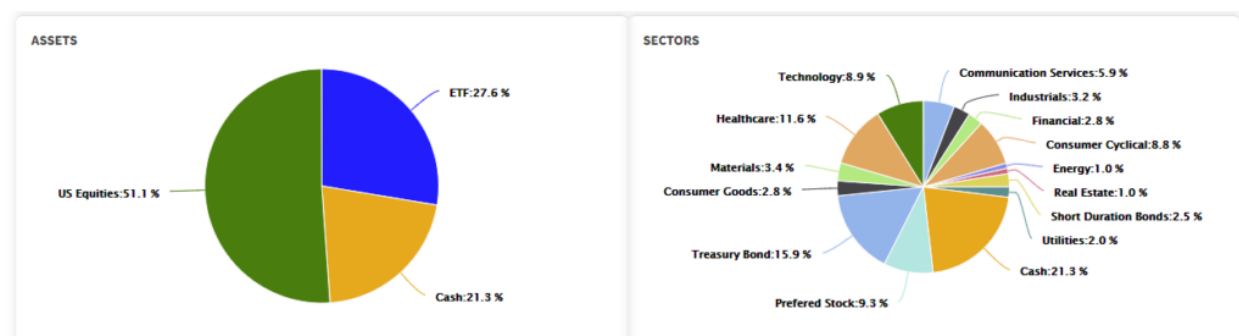 ASSETS
ETF:27.6 %
US Equities:51.1 %
Cash:21.3 %
SECTORS
Technology:8.9 %
Communication Services:5.9 %
Industrials:3.2 %
Healthcare:11.6 %
Financial:2.8 %
Consumer Cyclical:8.8 %
Materials:3.4 %
Energy:1.0 %
Consumer Goods:2.8 %
Real Estate:1.0 %
Short Duration Bonds:2.5 %
Utilities:2.0 %
Treasury Bond:15.9 %
Cash:21.3 %
Prefered Stock:9.3 %